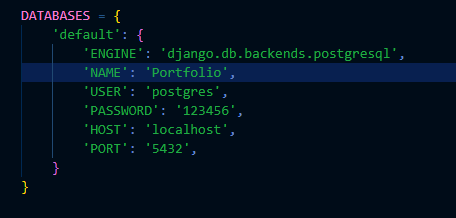 DATABASES = {
    'default': {
        'ENGINE': 'django.db.backends.postgresql',
        'NAME': 'Portfolio',
        'USER': 'postgres',
        'PASSWORD': '123456',
        'HOST': 'localhost',
        'PORT': '5432',
    }
}